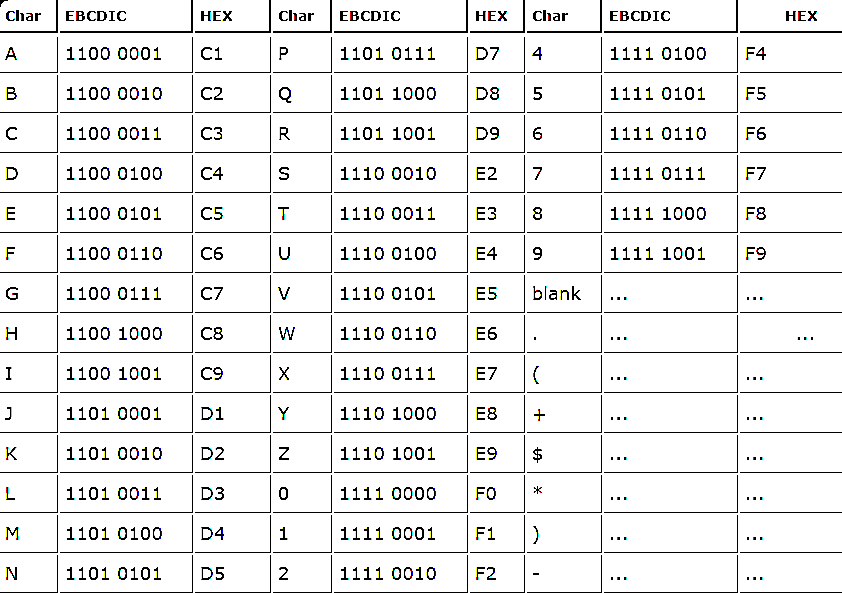 Char EBCDIC HEX Char EBCDIC HEX Char EBCDIC HEX
A 1100 0001 C1 P 1101 0111 D7 4 1111 0100 F4
B 1100 0010 C2 Q 1101 1000 D8 5 1111 0101 F5
C 1100 0011 C3 R 1101 1001 D9 6 1111 0110 F6
D 1100 0100 C4 S 1110 0010 E2 7 1111 0111 F7
E 1100 0101 C5 T 1110 0011 E3 8 1111 1000 F8
F 1100 0110 C6 U 1110 0100 E4 9 1111 1001 F9
G 1100 0111 C7 V 1110 0101 E5 blank ... ...
H 1100 1000 C8 W 1110 0110 E6 . ... ...
I 1100 1001 C9 X 1110 0111 E7 ( ... ...
J 1101 0001 D1 Y 1110 1000 E8 + ... ...
K 1101 0010 D2 Z 1110 1001 E9 $ ... ...
L 1101 0011 D3 0 1111 0000 F0 * ... ...
M 1101 0100 D4 1 1111 0001 F1 ) ... ...
N 1101 0101 D5 2 1111 0010 F2 - ... ...